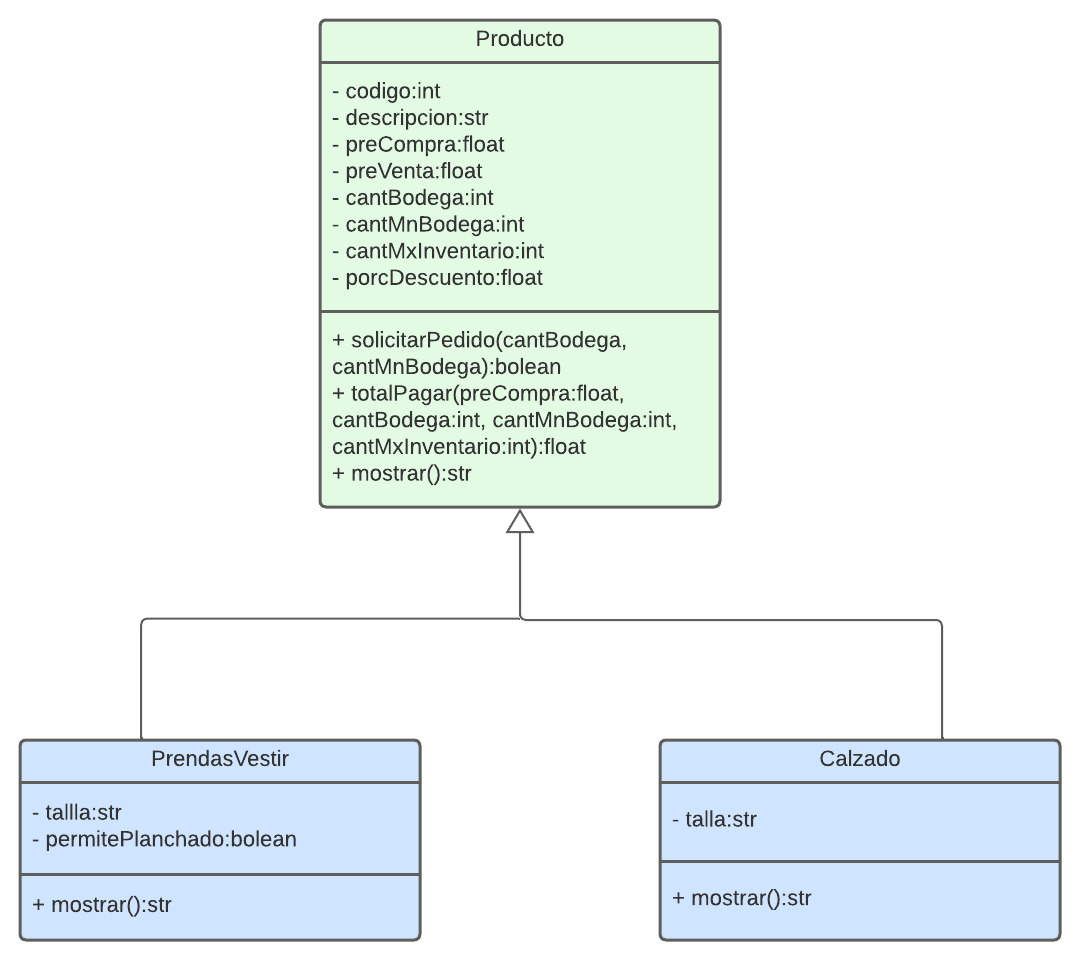 Producto
- codigo:int
- descripcion:str
- preCompra:float
- preVenta:float
- cantBodega:int
- cantMnBodega:int
- cantMxInventario:int
- porcDescuento:float
+ solicitarPedido(cantBodega,
cantMnBodega):bolean
+ totalPagar(preCompra:float,
cantBodega:int, cantMnBodega:int,
cantMxInventario:int):float
+ mostrar():str
PrendasVestir
- tallla:str
- permitePlanchado:bolean
+ mostrar():str
Calzado
- talla:str
+ mostrar():str